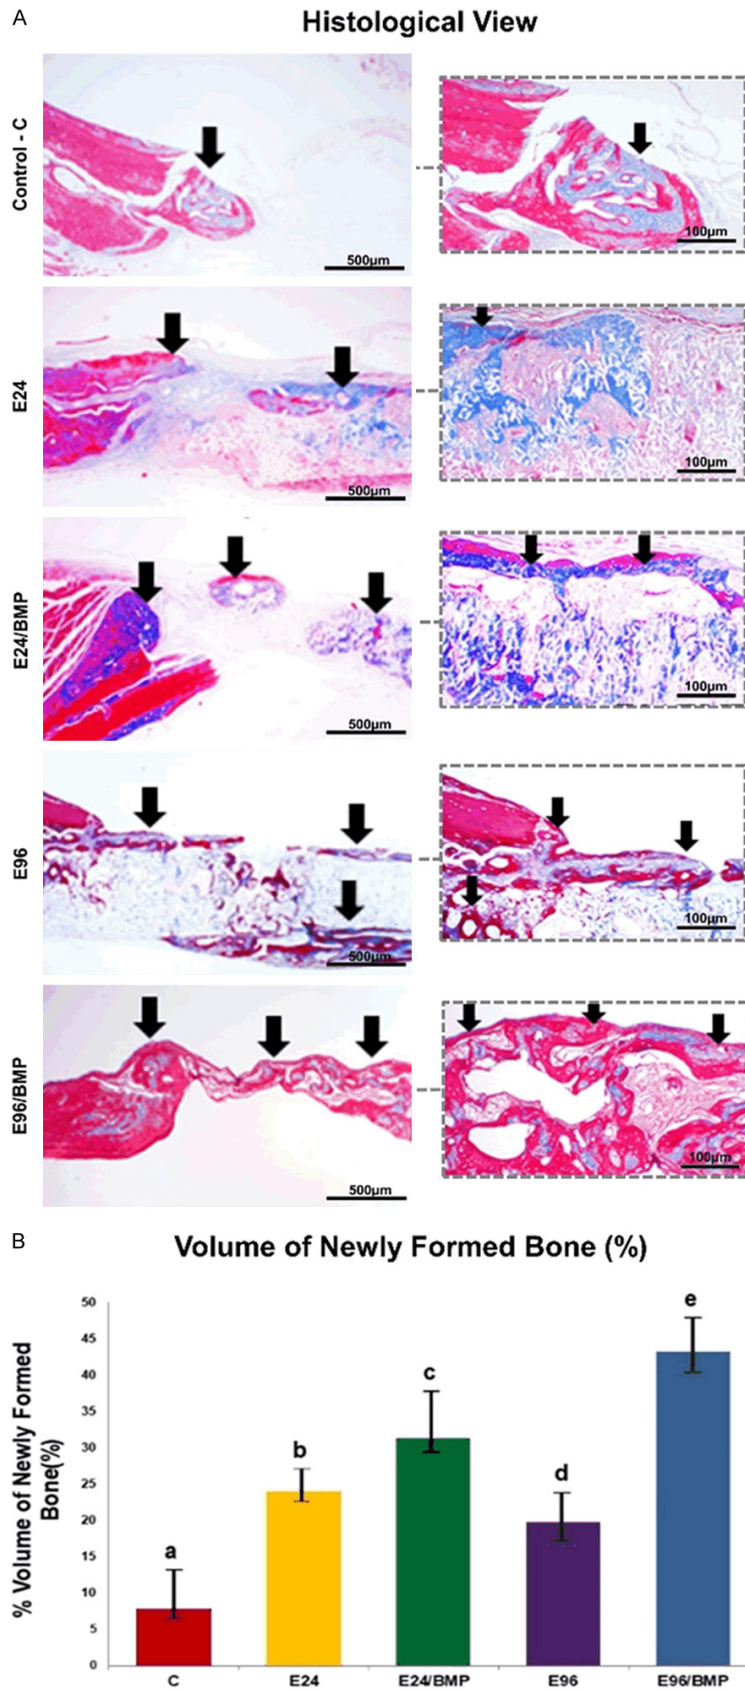 A
Histological View
Control - C
500µm
100µm
E24
500µm
100µm
E24/BMP
500µm
100µm
E96
500µm
100µm
E96/BMP
500µm
100µm
B
Volume of Newly Formed Bone (%)
% Volume of Newly Formed
Bone(%)
50
45
40
35
30
25
20
15
10
5
0
a
b
c
d
e
C
E24
E24/BMP
E96
E96/BMP